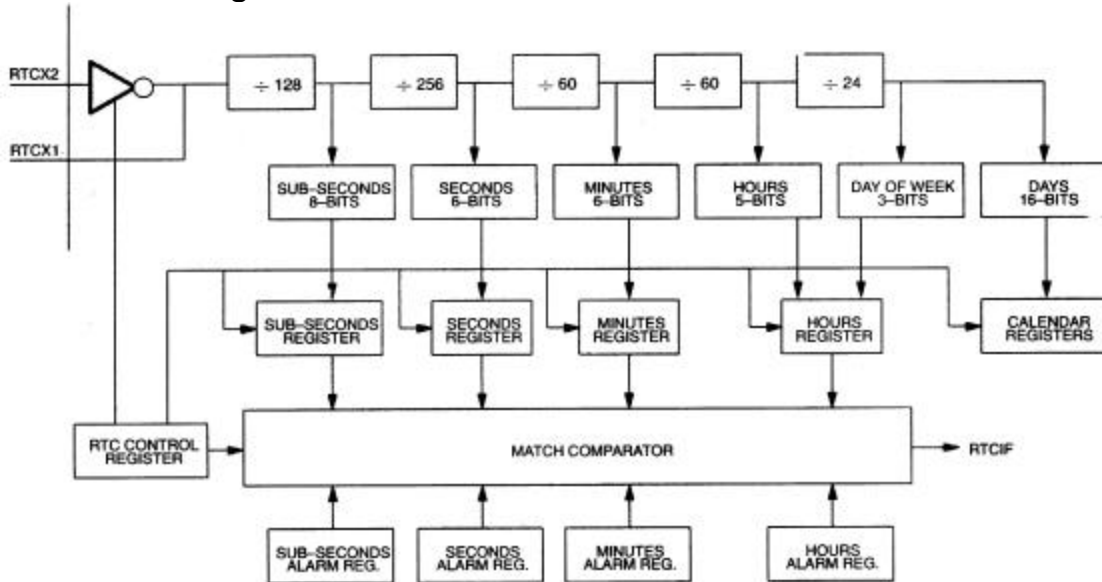 RTCX2
÷ 128
÷ 256
÷ 60
÷ 60
÷ 24
RTCX1
SUB–SECONDS
8–BITS
SECONDS
6–BITS
MINUTES
6–BITS
HOURS
5–BITS
DAY OF WEEK
3–BITS
DAYS
16–BITS
SUB–SECONDS
REGISTER
SECONDS
REGISTER
MINUTES
REGISTER
HOURS
REGISTER
CALENDAR
REGISTERS
RTC CONTROL
REGISTER
MATCH COMPARATOR
RTCIF
SUB–SECONDS
ALARM REG.
SECONDS
ALARM REG.
MINUTES
ALARM REG.
HOURS
ALARM REG.